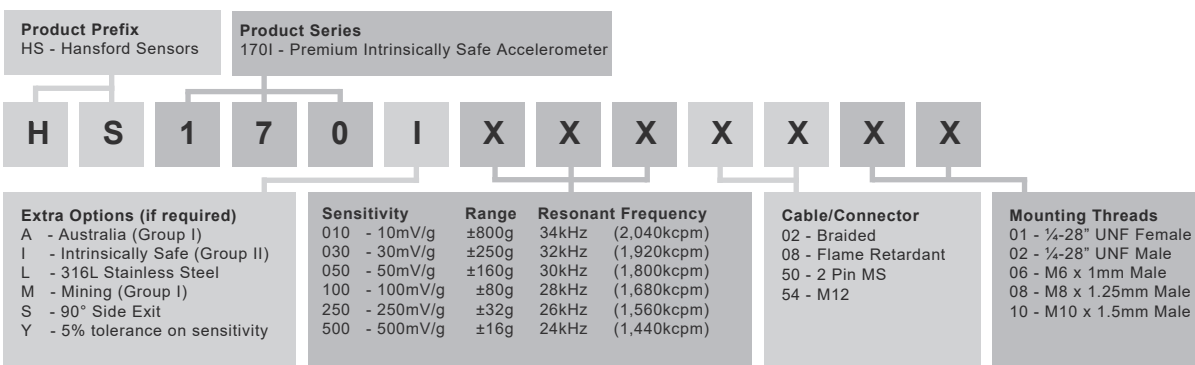 Product Prefix
HS - Hansford Sensors
Product Series
170I - Premium Intrinsically Safe Accelerometer
H S 1 7 0 I X X X X X X X
Extra Options (if required)
A - Australia (Group I)
I - Intrinsically Safe (Group II)
L - 316L Stainless Steel
M - Mining (Group I)
S - 90° Side Exit
Y - 5% tolerance on sensitivity
Sensitivity Range Resonant Frequency
010 - 10mV/g ±800g 34kHz (2,040kcpm)
030 - 30mV/g ±250g 32kHz (1,920kcpm)
050 - 50mV/g ±160g 30kHz (1,800kcpm)
100 - 100mV/g ±80g 28kHz (1,680kcpm)
250 - 250mV/g ±32g 26kHz (1,560kcpm)
500 - 500mV/g ±16g 24kHz (1,440kcpm)
Cable/Connector
02 - Braided
08 - Flame Retardant
50 - 2 Pin MS
54 - M12
Mounting Threads
01 - ¼-28” UNF Female
02 - ¼-28” UNF Male
06 - M6 x 1mm Male
08 - M8 x 1.25mm Male
10 - M10 x 1.5mm Male